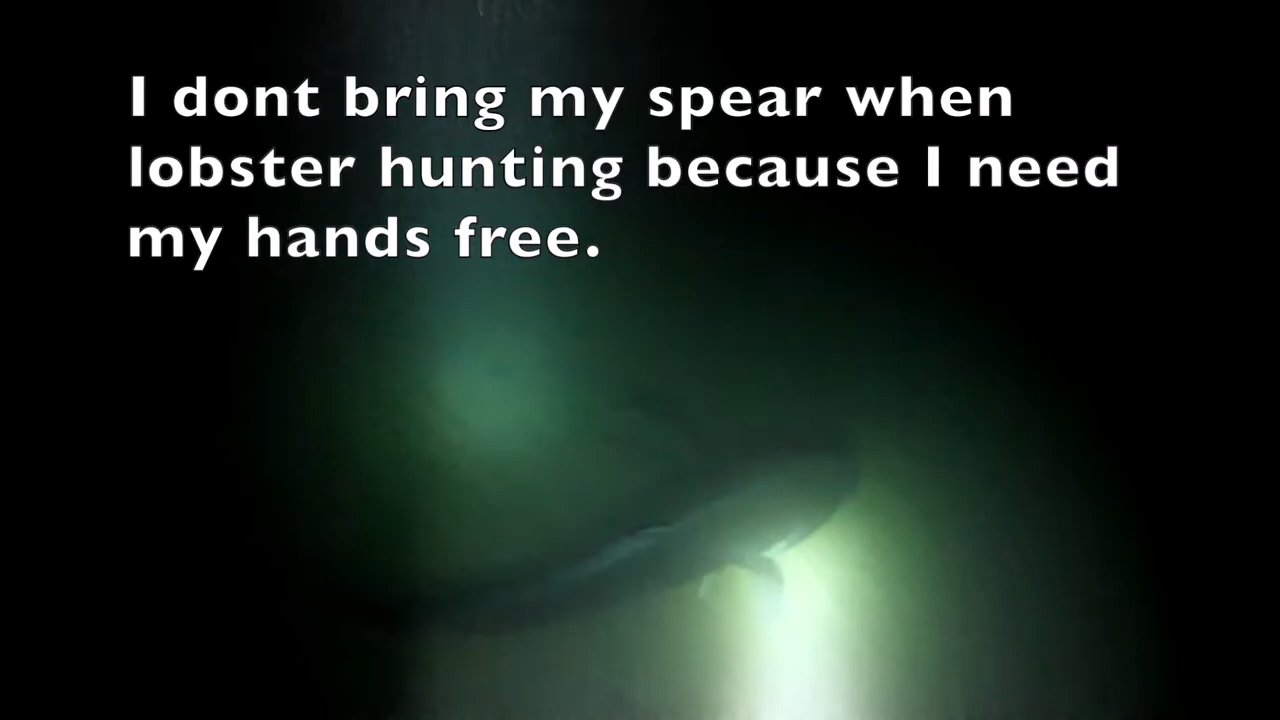 I dont bring my spear when
lobster hunting because I need
my hands free.